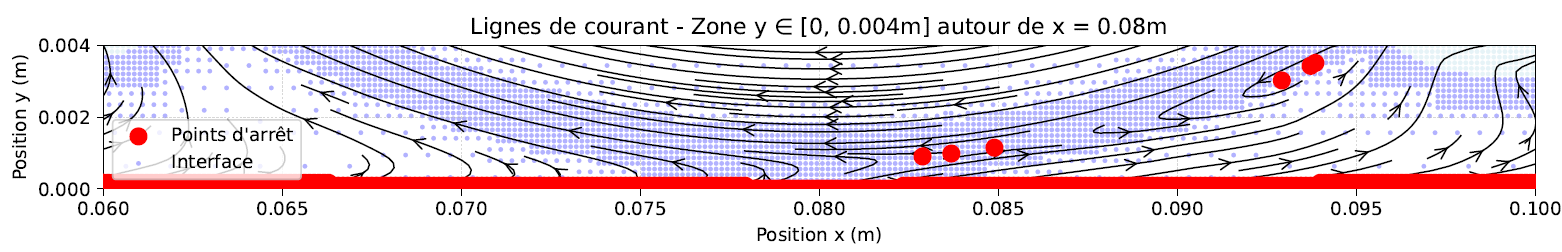 Lignes de courant - Zone y ∈ [0, 0.004m] autour de x = 0.08m
Position y (m)
0.004
0.002
0.000
Points d'arrêt
Interface
0.060 0.065 0.070 0.075 0.080 0.085 0.090 0.095 0.100
Position x (m)